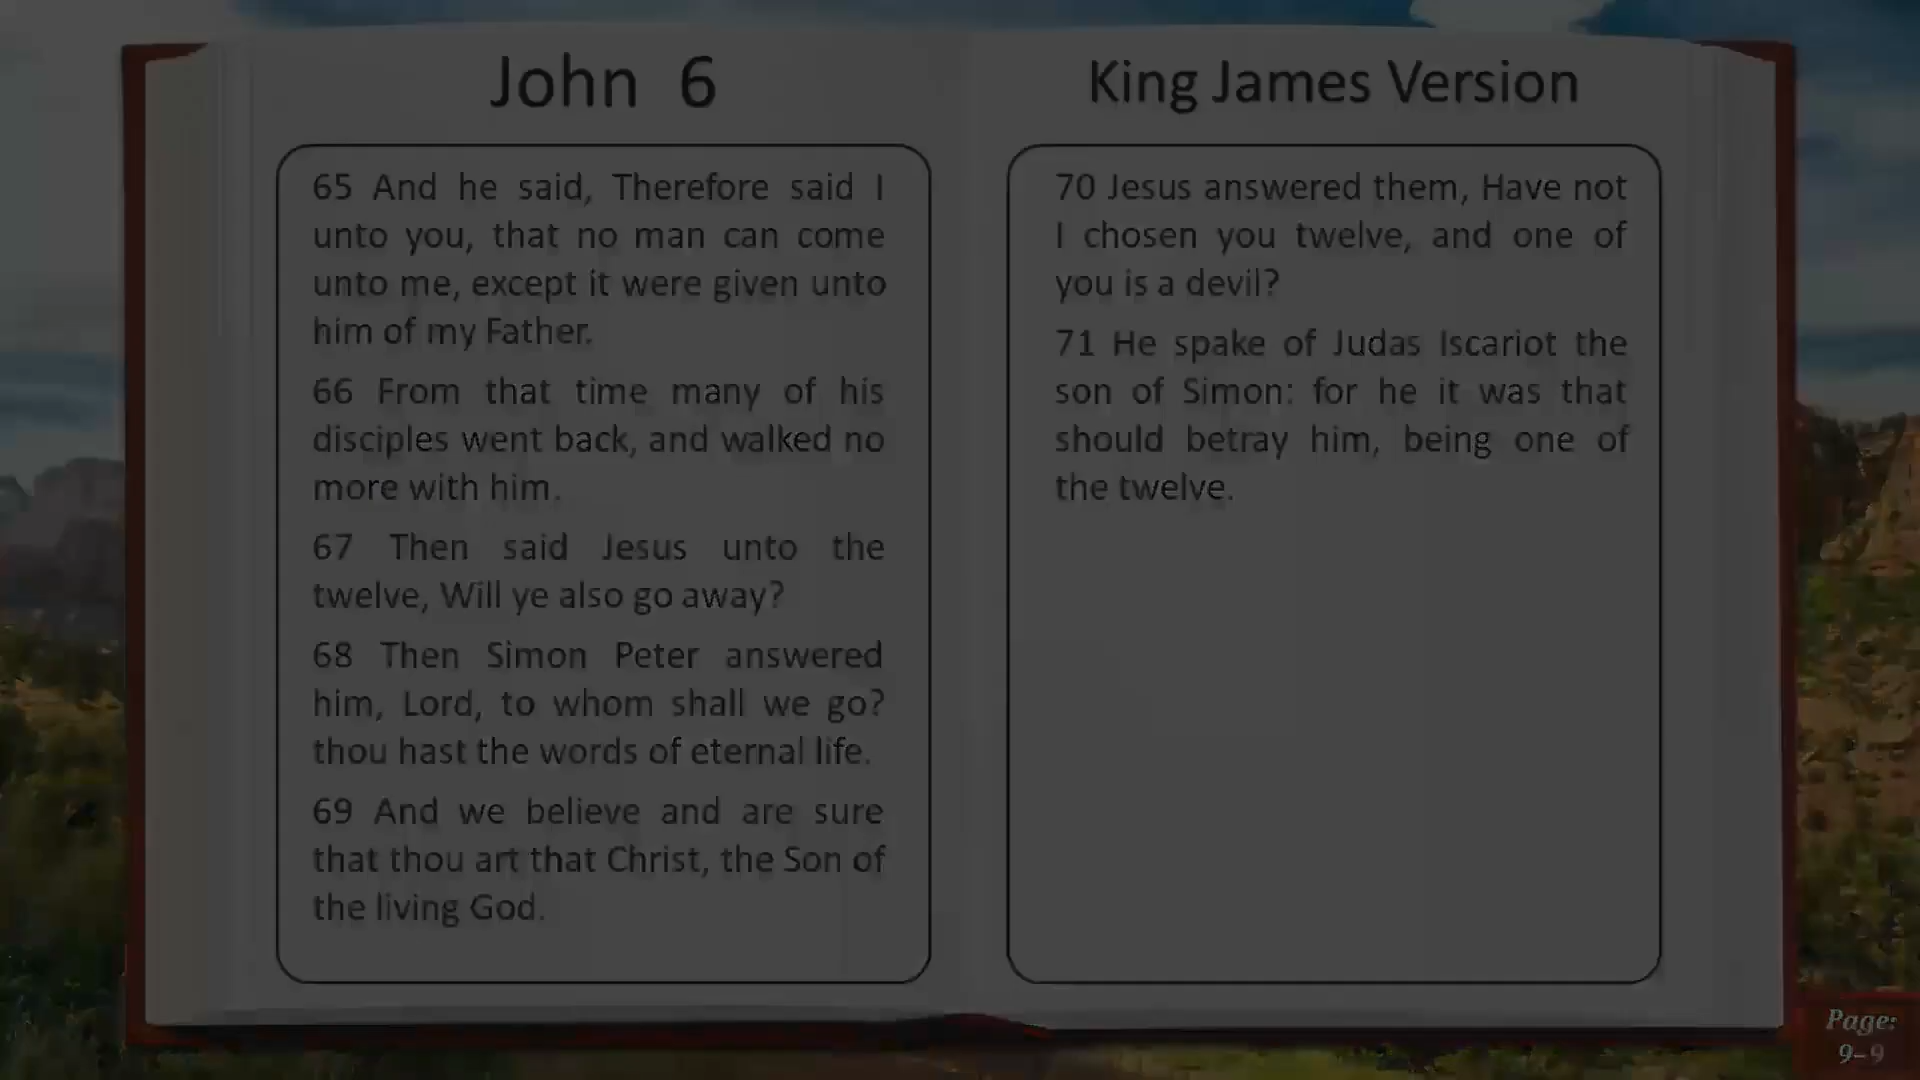 John 6
65 And he said, Therefore said I
unto you, that no man can come
unto me, except it were given unto
him of my Father.
66 From that time many of his
disciples went back, and walked no
more with him.
67 Then said Jesus unto the
twelve, Will ye also go away?
68 Then Simon Peter answered
him, Lord, to whom shall we go?
thou hast the words of eternal life.
69 And we believe and are sure
that thou art that Christ, the Son of
the living God.
King James Version
70 Jesus answered them, Have not
I chosen you twelve, and one of
you is a devil?
71 He spake of Judas Iscariot the
son of Simon: for he it was that
should betray him, being one of
the twelve.
Page:
9-9